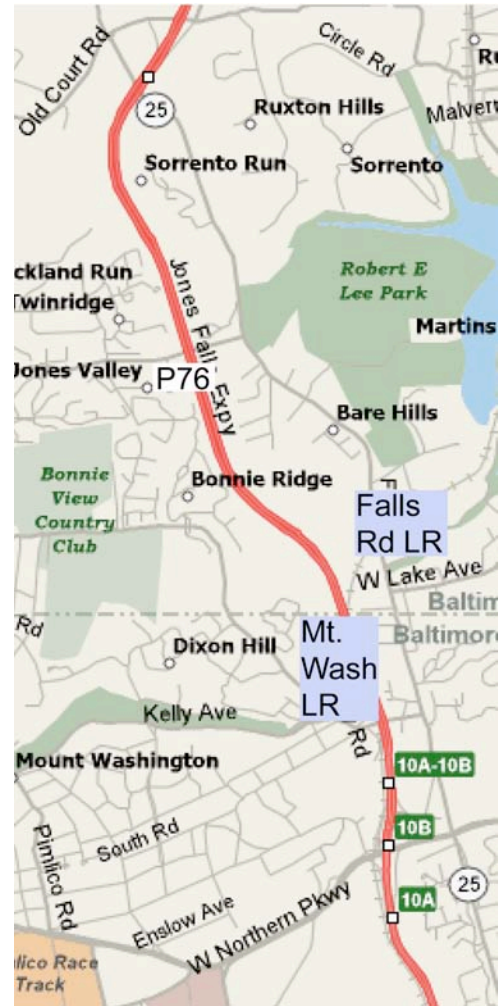 Circle Rd
Old Court Rd
Ru
25
Ruxton Hills
Malvern
Sorrento Run
Sorrento
ckland Run
Twinridge
Robert E
Lee Park
Jones Falls Expy
Martins
Jones Valley
P76
Bare Hills
Bonnie
View
Country
Club
Bonnie Ridge
F
Falls
Rd LR
W Lake Ave
Baltim
Rd
Baltimore
Mt.
Wash
LR
Dixon Hill
Kelly Ave
Rd
Mount Washington
10A-10B
South Rd
10B
Pimlico Rd
25
10A
Enslow Ave
W Northern Pkwy
lico Race
Track